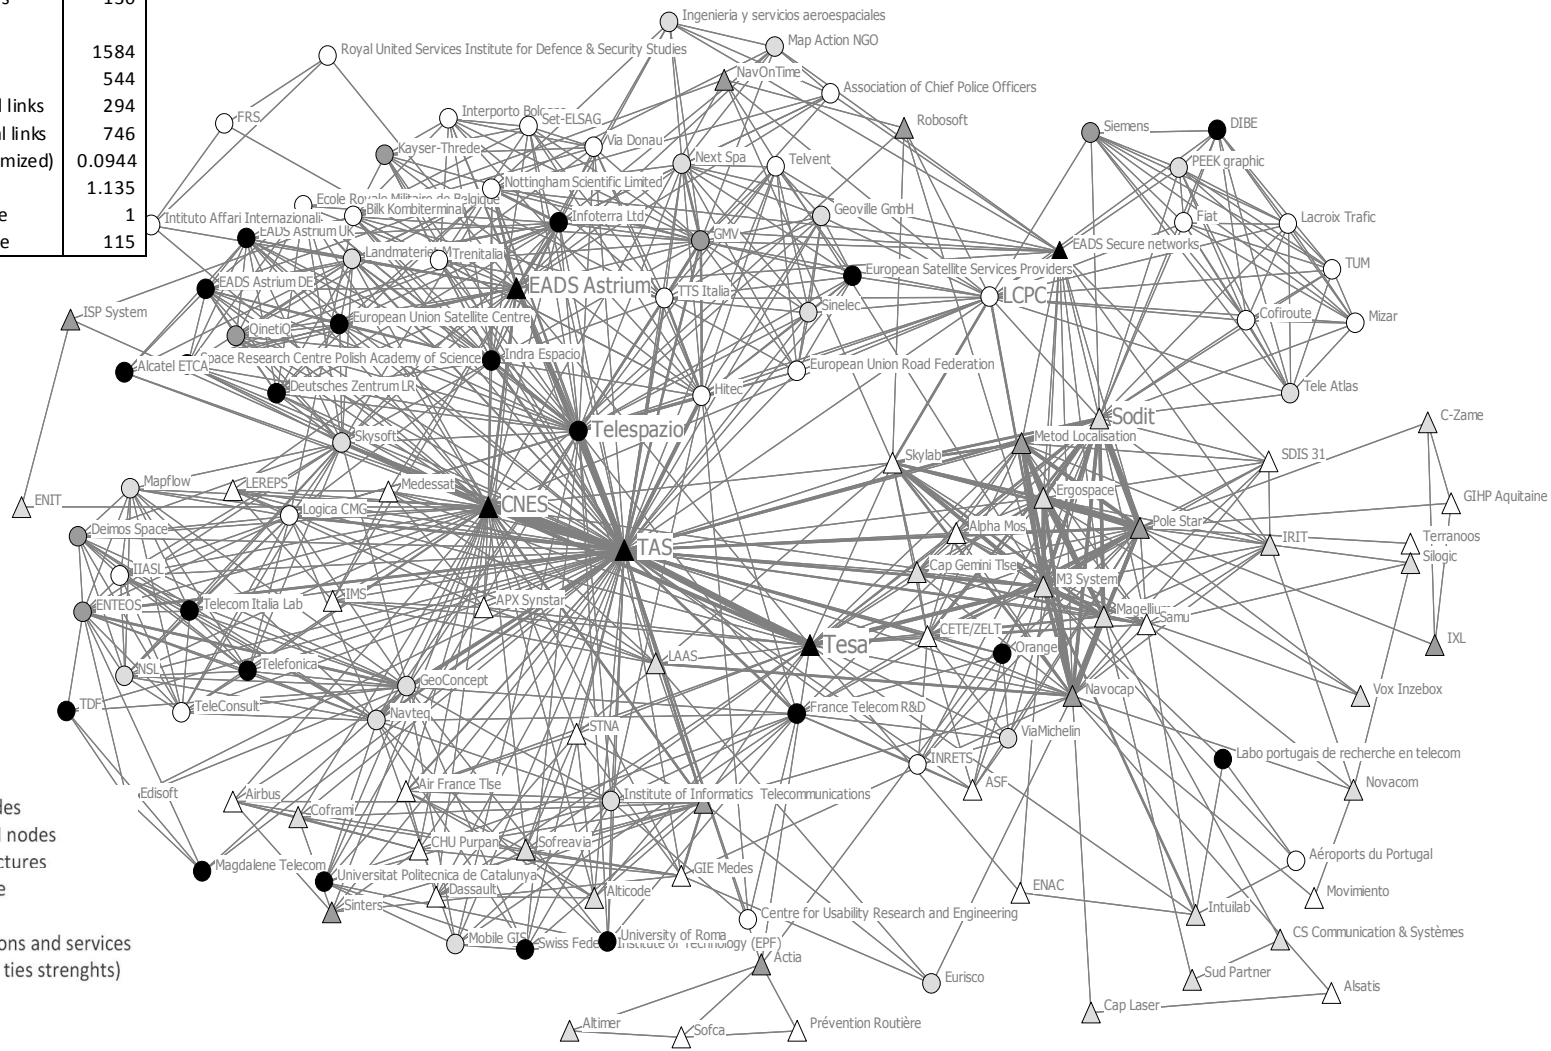 s 136
1584
544
l links 294
al links 746
mized) 0.0944
1.135
e 1
e 115
Ingenieria y servicios aeroespaciales
Map Action NGO
Royal United Services Institute for Defence & Security Studies
NavOnTime
Association of Chief Police Officers
FRS
Interporto
Set-ELSAG
Robosoft
Siemens
DIBE
Via Donau
Kayser-Threde
Next Spa
Telvent
PEEK graphic
Nottingham Scientific Limited
Ecole Royale Militaire de Belgique
Bilk Kombiterminal
Intituto Affari Internazionali
Infoterra Ltd
Geoville GmbH
Fiat
Lacroix Trafic
EADS Astrium UK
GMV
EADS Secure networks
Landmateriet
Trenitalia
European Satellite Services Providers
TUM
EADS Astrium DE
EADS Astrium
TTS Italia
LCPC
ISP System
European Union Satellite Centre
Sinelec
Cofiroute
Mizar
QinetiQ
Space Research Centre Polish Academy of Science
Indra Espacio
Alcatel ETCA
European Union Road Federation
Deutsches Zentrum LR
Hitec
Tele Atlas
Sodit
C-Zame
Telespazio
Skysoft
Metod Localisation
Skylab
SDIS 31
Mapflow
LEREPS
Medessat
Ergospace
ENIT
Logica CMG
CNES
GIHP Aquitaine
Deimos Space
Alpha Mos
Pole Star
IRIT
Terranoos
TAS
Silogic
IIASL
Cap Gemini Tlse
M3 System
ENTEOS
Telecom Italia Lab
IMS
APX Synstar
Magellium
Samu
CETE/ZELT
Tesa
Orange
IXL
NSL
Telefonica
LAAS
GeoConcept
Navocap
Vox Inzebox
TDF
TeleConsult
Navteq
France Telecom R&D
STNA
ViaMichelin
Labo portugais de recherche en telecom
INRETS
Edisoft
Airbus
Air France Tlse
Institute of Informatics Telecommunications
ASF
Novacom
des
Coframi
d nodes
CHU Purpan
Sofreavia
ctures
Magdalene Telecom
Universitat Politecnica de Catalunya
GIE Medes
Aéroports du Portugal
e
Dassault
Alticode
ENAC
Movimiento
Sinters
Centre for Usability Research and Engineering
Intuilab
ons and services
Mobile GIS
Swiss Fede Institute of Technology (EPF)
University of Roma
CS Communication & Systèmes
ties strenghts)
Actia
Eurisco
Sud Partner
Alsatis
Cap Laser
Altimer
Sofca
Prévention Routière